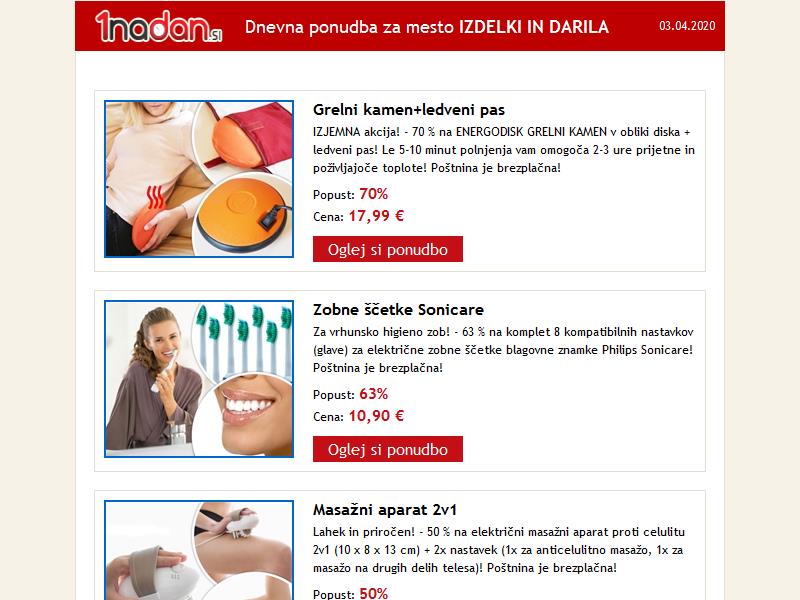 1nadan.si
Dnevna ponudba za mesto IZDELKI IN DARILA
03.04.2020
Grelni kamen+ledveni pas
IZJEMNA akcija! - 70 % na ENERGODISK GRELNI KAMEN v obliki diska +
ledveni pas! Le 5-10 minut polnjenja vam omogoča 2-3 ure prijetne in
poživljajoče toplote! Poštnina je brezplačna!
Popust: 70%
Cena: 17,99 €
Oglej si ponudbo
Zobne ščetke Sonicare
Za vrhunsko higieno zob! - 63 % na komplet 8 kompatibilnih nastavkov
(glave) za električne zobne ščetke blagovne znamke Philips Sonicare!
Poštnina je brezplačna!
Popust: 63%
Cena: 10,90 €
Oglej si ponudbo
Masažni aparat 2v1
Lahek in priročen! - 50 % na električni masažni aparat proti celulitu
2v1 (10 x 8 x 13 cm) + 2x nastavek (1x za anticelulitno masažo, 1x za
masažo na drugih delih telesa)! Poštnina je brezplačna!
Popust: 50%